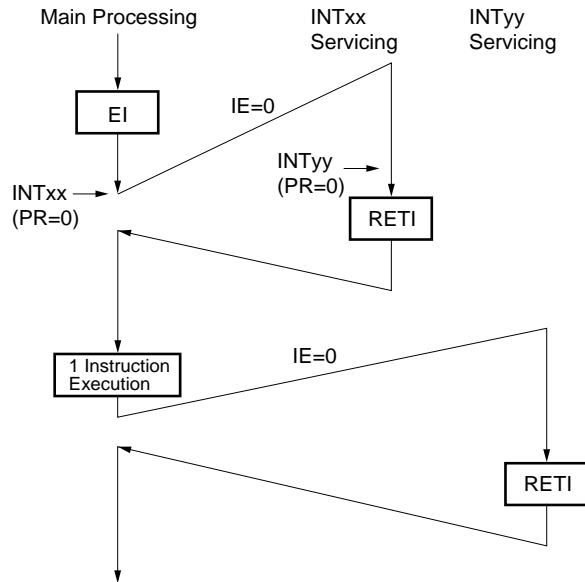 Main Processing
INTxx
Servicing
INTyy
Servicing
EI
IE=0
INTxx
(PR=0)
INTyy
(PR=0)
RETI
1 Instruction
Execution
IE=0
RETI